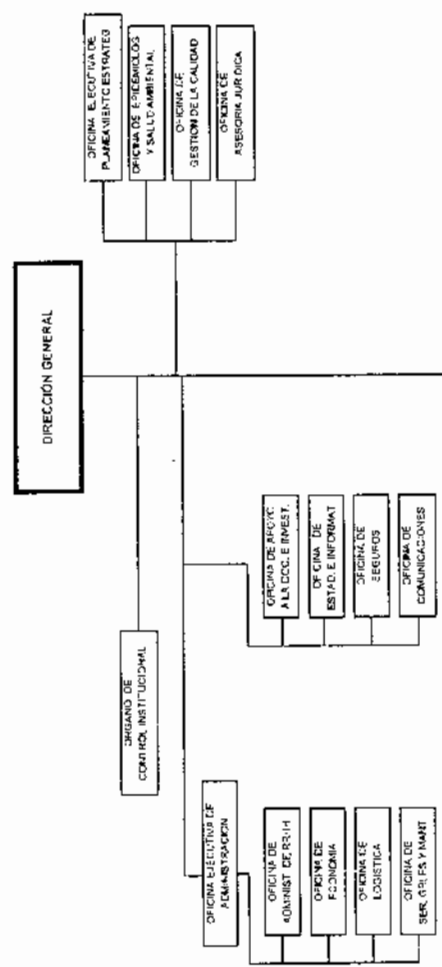 DIRECCIÓN GENERAL
ORGANO DE
CONTROL INSTITUCIONAL
OFICINA EJECUTIVA DE
PLANEAMIENTO ESTRATEG
OFICINA DE EPIDEMIOLOG
Y SALUD AMBIENTAL
OFICINA DE
GESTION DE LA CALIDAD
OFICINA DE
ASESORIA JURÍDICA
OFICINA EJECUTIVA DE
ADMINISTRACION
OFICINA DE
ADMINIST. DE RR.HH
OFICINA DE
ECONOMIA
OFICINA DE
LOGISTICA
OFICINA DE
SER. GRLES Y MANT
OFICINA DE APOYO
A LA DOC. E INVEST.
OFICINA DE
ESTAD. E INFORMAT
OFICINA DE
SEGUROS
OFICINA DE
COMUNICACIONES